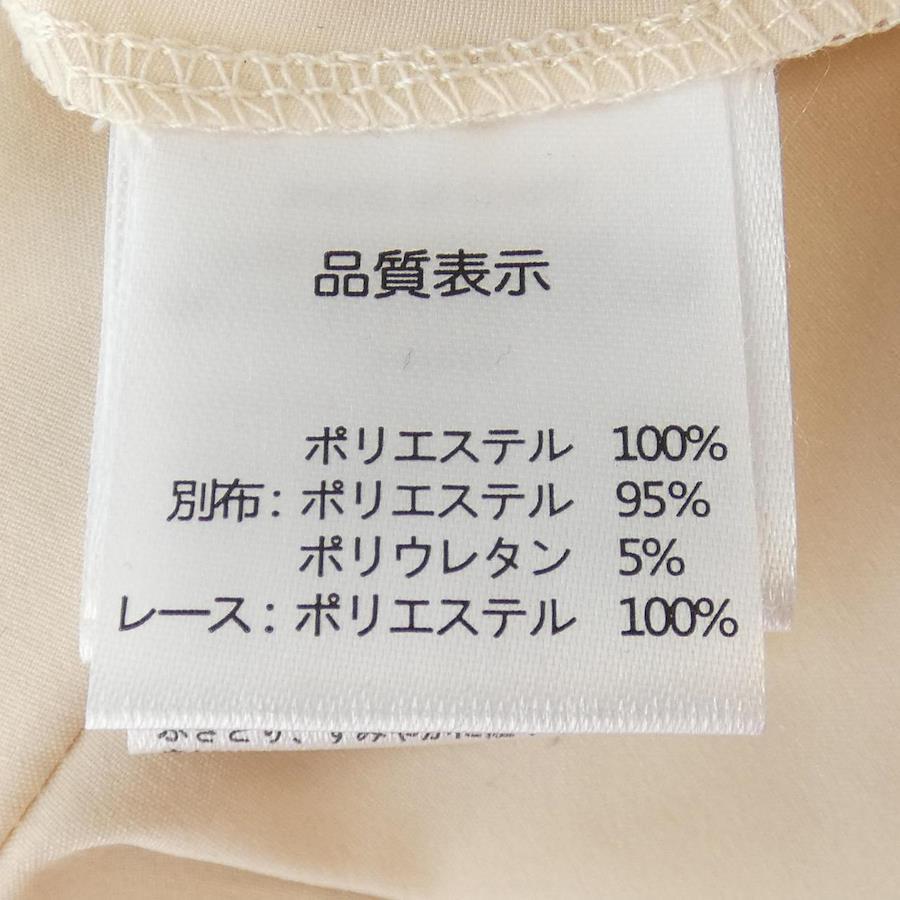 品質表示
ポリエステル 100%
別布：ポリエステル 95%
ポリウレタン 5%
レース：ポリエステル 100%